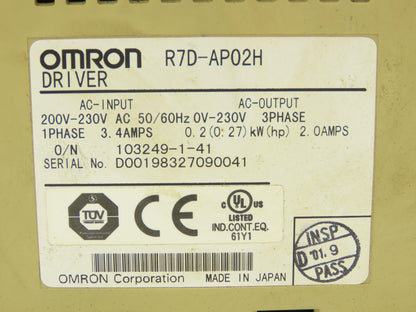 OMRON R7D-AP02H
DRIVER
AC-INPUT AC-OUTPUT
200V-230V AC 50/60Hz 0V-230V 3PHASE
1PHASE 3.4AMPS 0.2(0.27)kW(hp) 2.0AMPS
O/N 103249-1-41
SERIAL No. D00198327090041
TÜV
CE
c UL us
LISTED
IND.CONT.EQ.
61Y1
INSP
D '01.9
PASS
OMRON Corporation MADE IN JAPAN